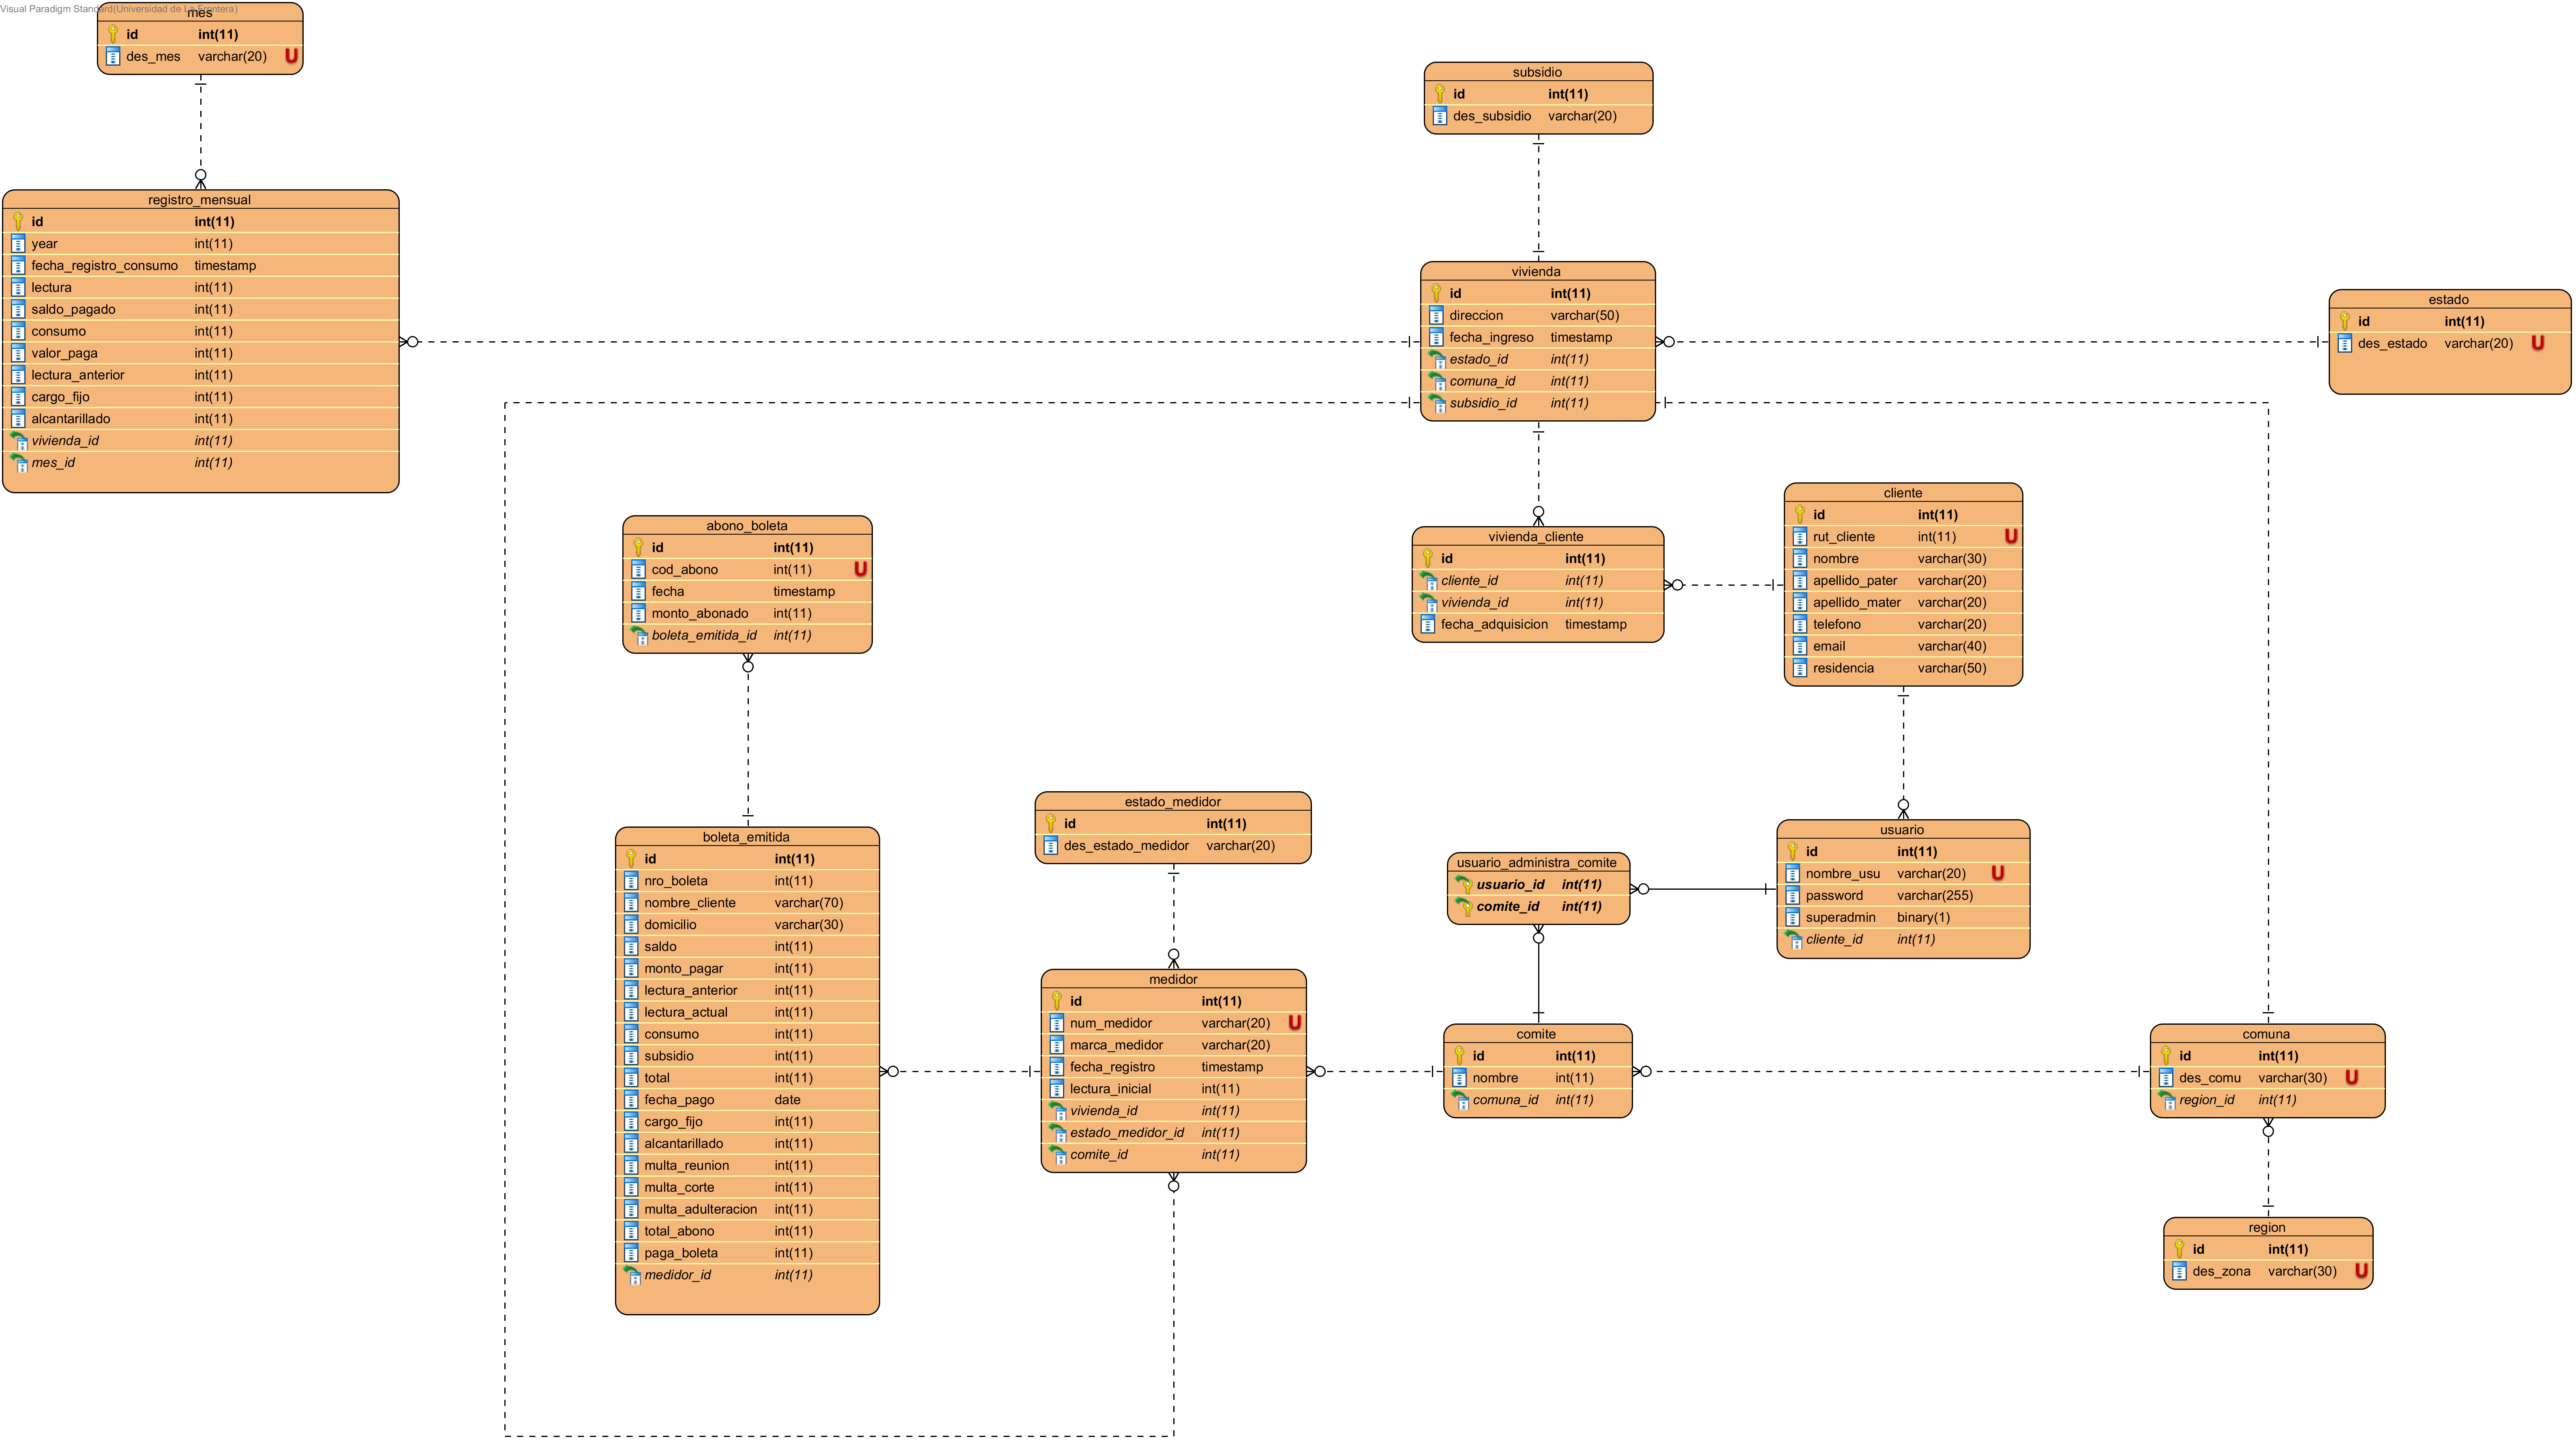 Visual Paradigm Standard(Universidad de La Frontera)
mes
id int(11)
des_mes varchar(20) U
subsidio
id int(11)
des_subsidio varchar(20)
registro_mensual
id int(11)
year int(11)
fecha_registro_consumo timestamp
lectura int(11)
saldo_pagado int(11)
consumo int(11)
valor_paga int(11)
lectura_anterior int(11)
cargo_fijo int(11)
alcantarillado int(11)
vivienda_id int(11)
mes_id int(11)
vivienda
id int(11)
direccion varchar(50)
fecha_ingreso timestamp
estado_id int(11)
comuna_id int(11)
subsidio_id int(11)
estado
id int(11)
des_estado varchar(20) U
abono_boleta
id int(11)
cod_abono int(11) U
fecha timestamp
monto_abonado int(11)
boleta_emitida_id int(11)
vivienda_cliente
id int(11)
cliente_id int(11)
vivienda_id int(11)
fecha_adquisicion timestamp
cliente
id int(11)
rut_cliente int(11) U
nombre varchar(30)
apellido_pater varchar(20)
apellido_mater varchar(20)
telefono varchar(20)
email varchar(40)
residencia varchar(50)
boleta_emitida
id int(11)
nro_boleta int(11)
nombre_cliente varchar(70)
domicilio varchar(30)
saldo int(11)
monto_pagar int(11)
lectura_anterior int(11)
lectura_actual int(11)
consumo int(11)
subsidio int(11)
total int(11)
fecha_pago date
cargo_fijo int(11)
alcantarillado int(11)
multa_reunion int(11)
multa_corte int(11)
multa_adulteracion int(11)
total_abono int(11)
paga_boleta int(11)
medidor_id int(11)
estado_medidor
id int(11)
des_estado_medidor varchar(20)
medidor
id int(11)
num_medidor varchar(20) U
marca_medidor varchar(20)
fecha_registro timestamp
lectura_inicial int(11)
vivienda_id int(11)
estado_medidor_id int(11)
comite_id int(11)
usuario_administra_comite
usuario_id int(11)
comite_id int(11)
usuario
id int(11)
nombre_usu varchar(20) U
password varchar(255)
superadmin binary(1)
cliente_id int(11)
comite
id int(11)
nombre int(11)
comuna_id int(11)
comuna
id int(11)
des_comu varchar(30) U
region_id int(11)
region
id int(11)
des_zona varchar(30) U